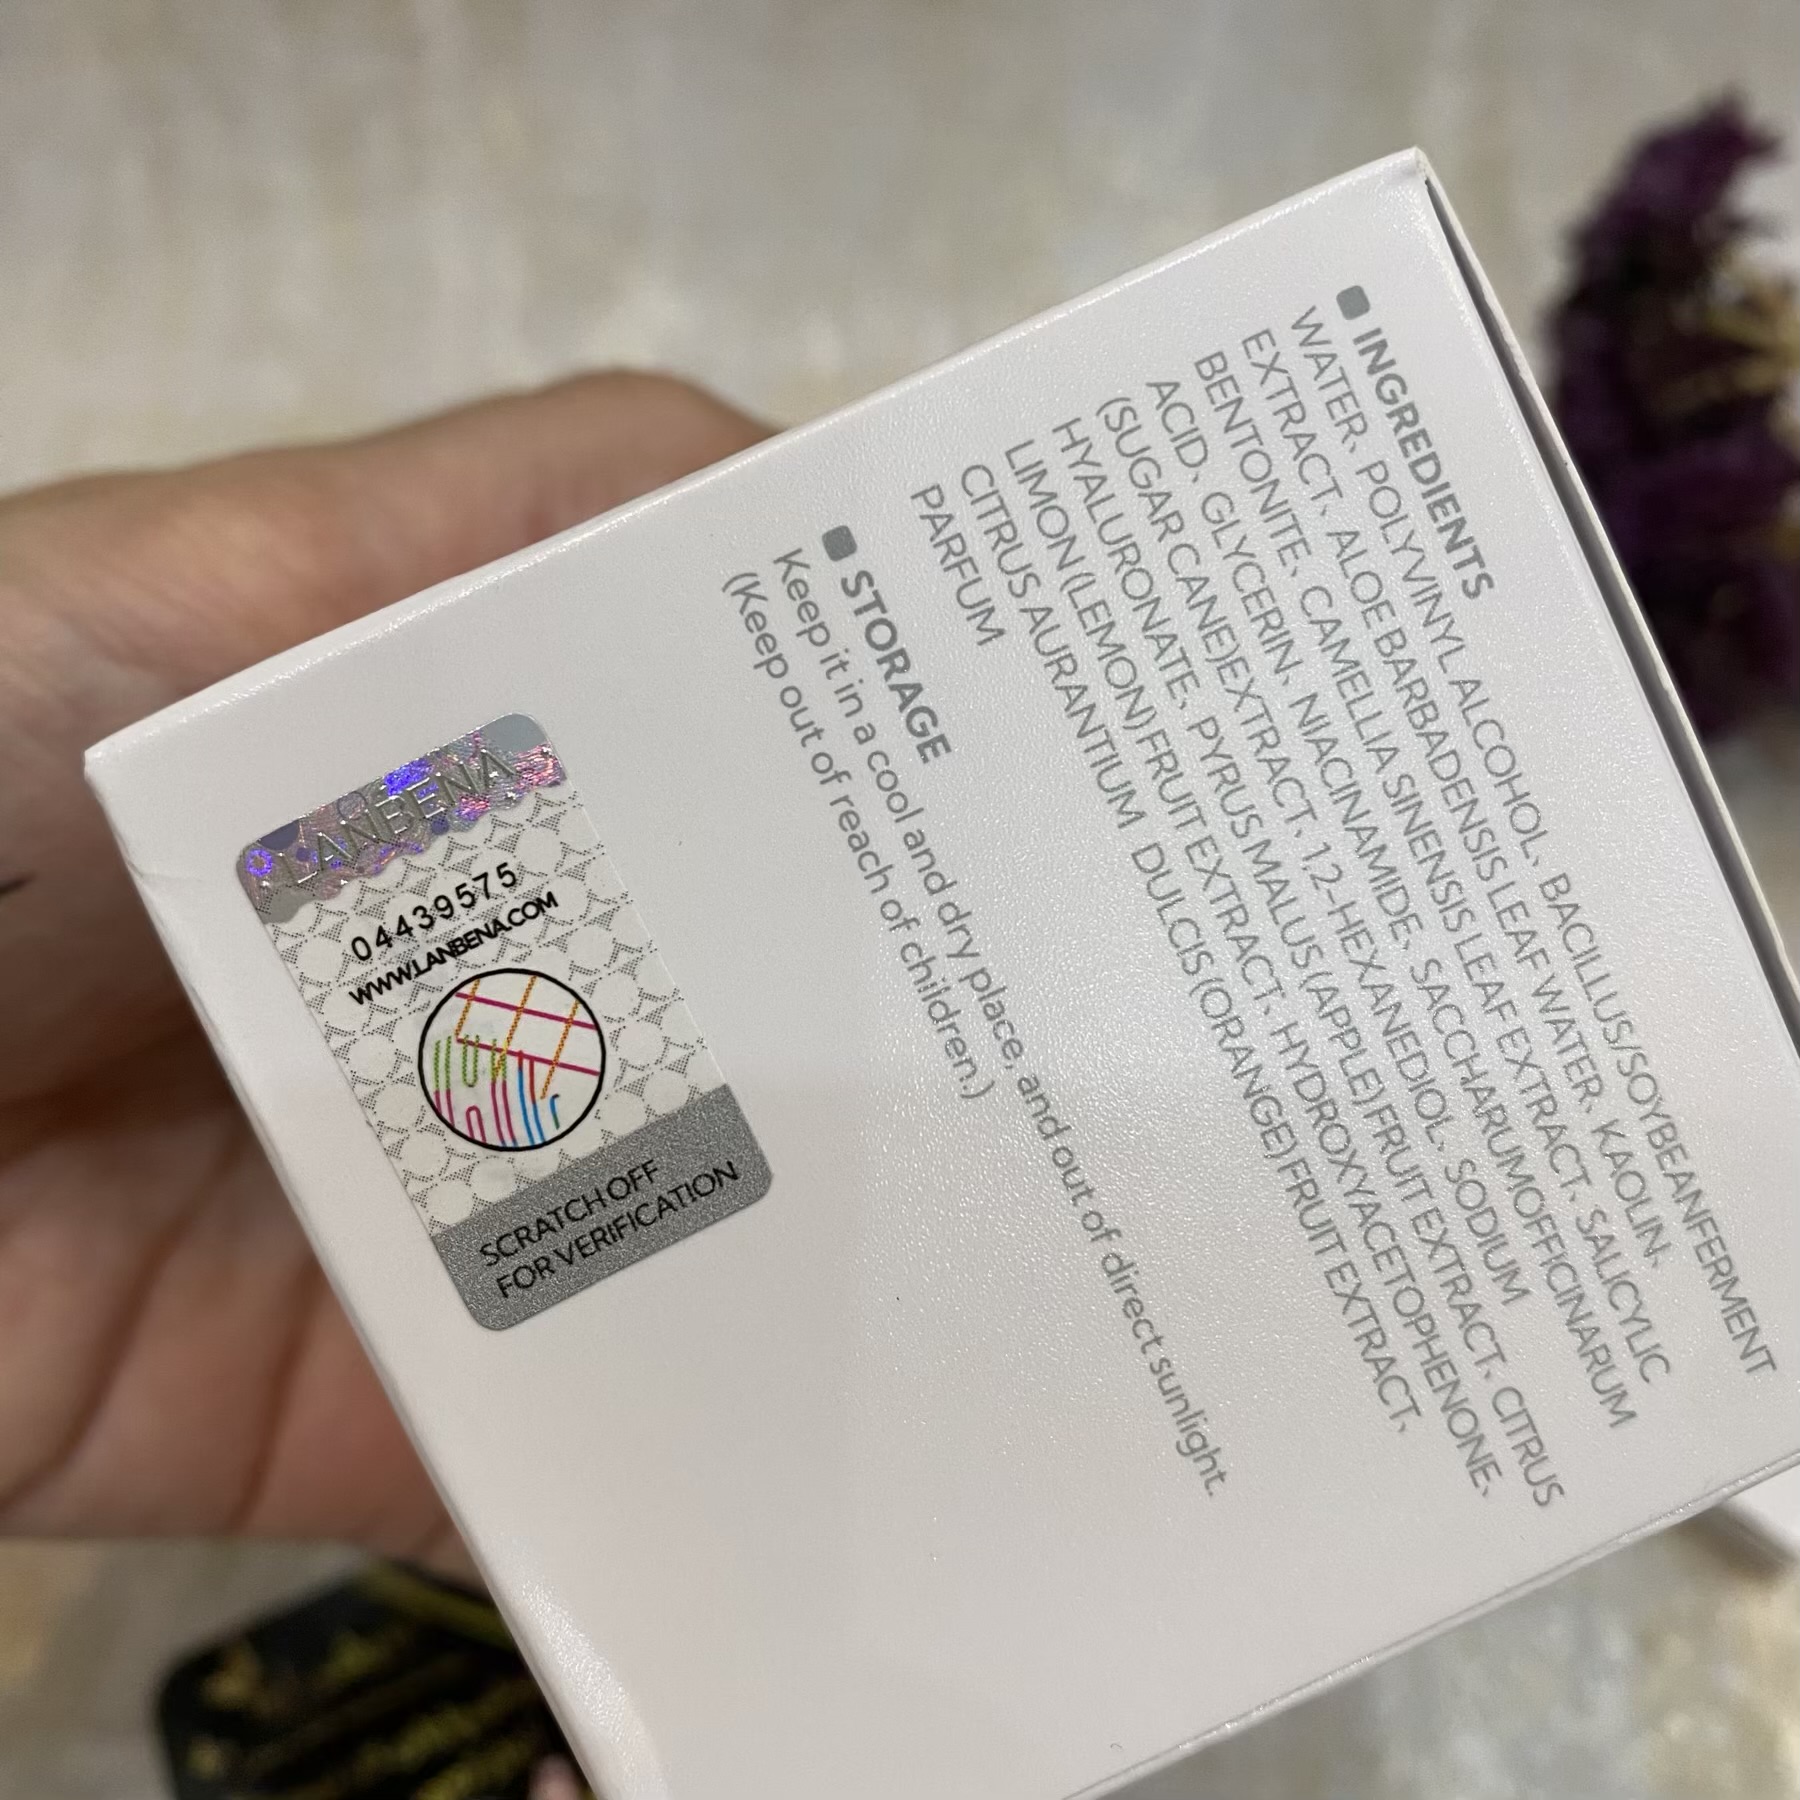 INGREDIENTS
WATER、POLYVINYL ALCOHOL、BACILLUS/SOYBEANFERMENT
EXTRACT、ALOE BARBADENSIS LEAF WATER、KAOLIN、
BENTONITE、CAMELLIA SINENSIS LEAF EXTRACT、SALICYLIC
ACID、GLYCERIN、NIACINAMIDE、SACCHARUMOFFICINARUM
(SUGAR CANE)EXTRACT、1,2-HEXANEDIOL、SODIUM
HYALURONATE、PYRUS MALUS (APPLE) FRUIT EXTRACT、CITRUS
LIMON (LEMON) FRUIT EXTRACT、HYDROXYACETOPHENONE、
CITRUS AURANTIUM DULCIS (ORANGE) FRUIT EXTRACT、
PARFUM
STORAGE
Keep it in a cool and dry place, and out of direct sunlight.
(Keep out of reach of children.)
LANBENA
04439575
WWW.LANBENA.COM
SCRATCH OFF
FOR VERIFICATION